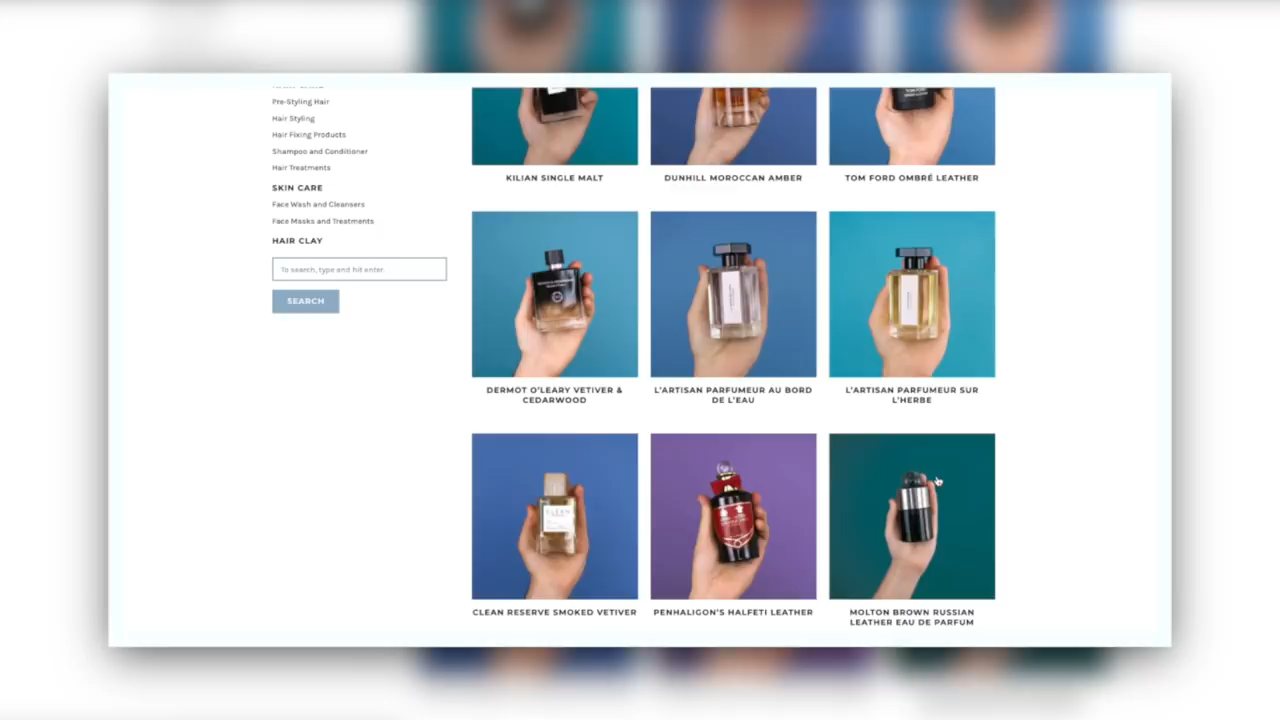 Pre-Styling Hair
Hair Styling
Hair Fixing Products
Shampoo and Conditioner
Hair Treatments
SKIN CARE
Face Wash and Cleansers
Face Masks and Treatments
HAIR CLAY
To search, type and hit enter
SEARCH
KILIAN SINGLE MALT
DUNHILL MOROCCAN AMBER
TOM FORD OMBRÉ LEATHER
DERMOT O'LEARY VETIVER &
CEDARWOOD
L'ARTISAN PARFUMEUR AU BORD
DE L'EAU
L'ARTISAN PARFUMEUR SUR
L'HERBE
CLEAN
CLEAN RESERVE SMOKED VETIVER
PENHALIGON'S HALFETI LEATHER
MOLTON BROWN RUSSIAN
LEATHER EAU DE PARFUM